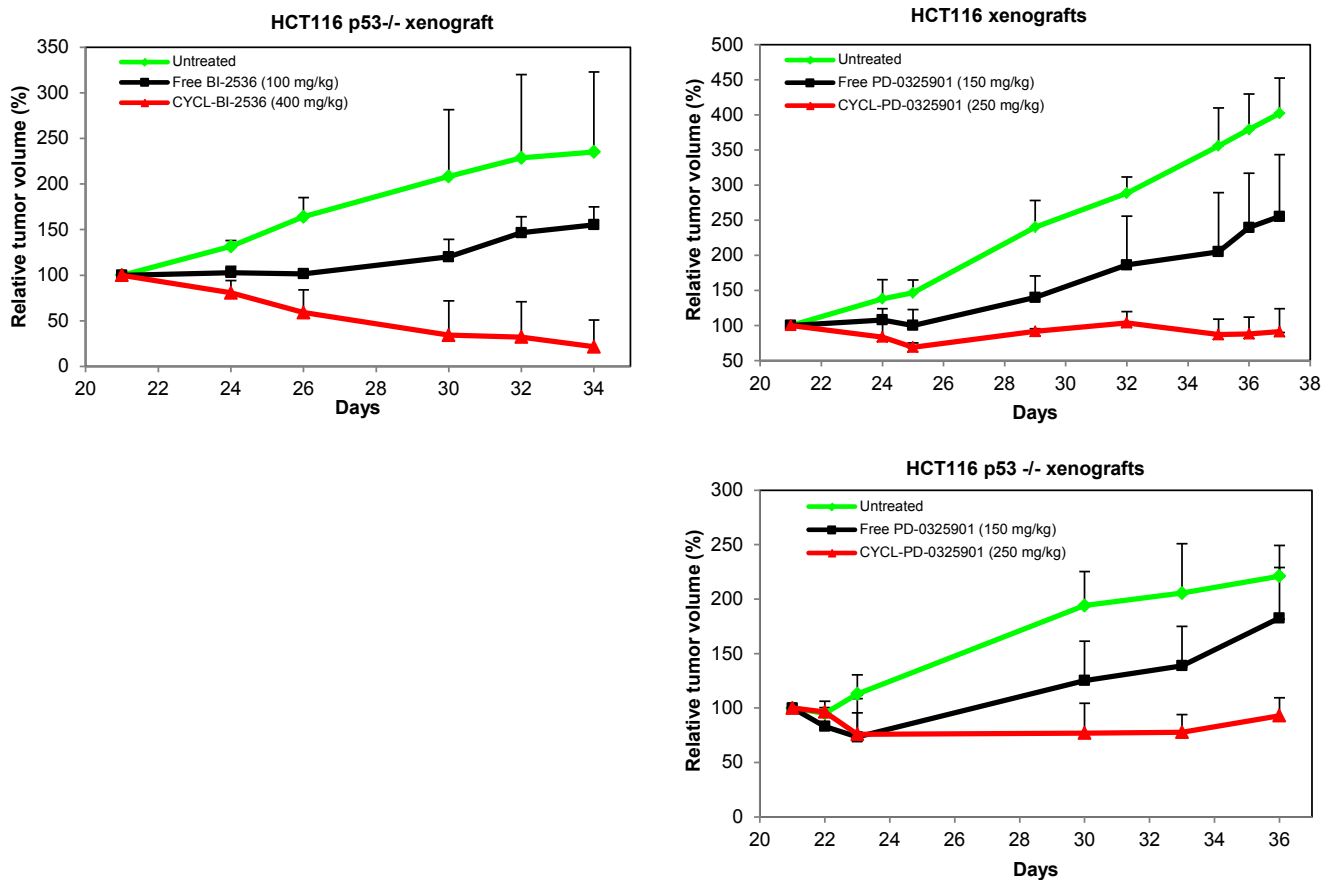 HCT116 p53-/- xenograft
Relative tumor volume (%)
350
300
250
200
150
100
50
0
Untreated
Free BI-2536 (100 mg/kg)
CYCL-BI-2536 (400 mg/kg)
20 22 24 26 28 30 32 34
Days
HCT116 xenografts
Relative tumor volume (%)
500
450
400
350
300
250
200
150
100
50
Untreated
Free PD-0325901 (150 mg/kg)
CYCL-PD-0325901 (250 mg/kg)
20 22 24 26 28 30 32 34 36 38
Days
HCT116 p53 -/- xenografts
Relative tumor volume (%)
300
250
200
150
100
50
0
Untreated
Free PD-0325901 (150 mg/kg)
CYCL-PD-0325901 (250 mg/kg)
20 22 24 26 28 30 32 34 36
Days